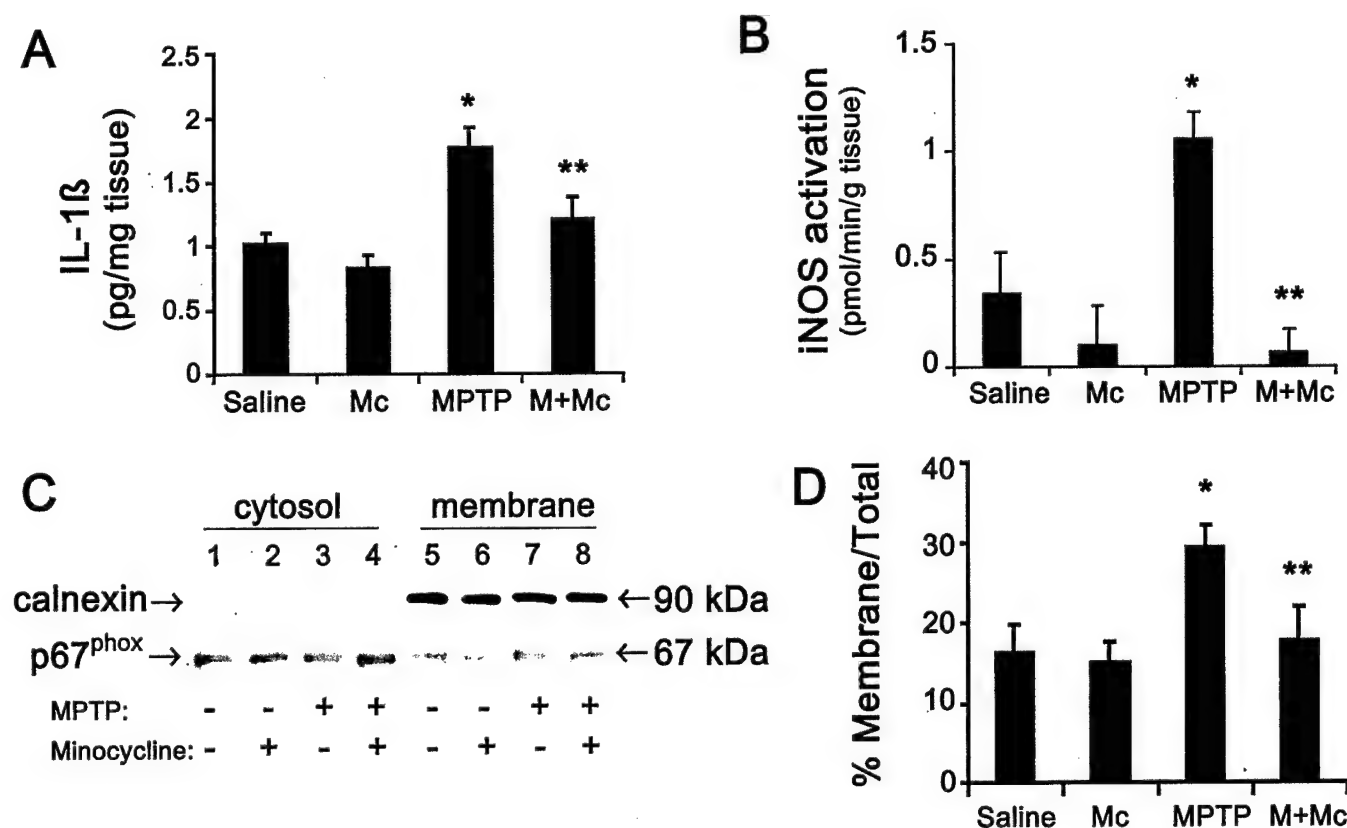 A
IL-1ß
(pg/mg tissue)
2.5
2
1.5
1
0.5
0
*
**
Saline Mc MPTP M+Mc
B
iNOS activation
(pmol/min/g tissue)
1.5
1
0.5
0
*
**
Saline Mc MPTP M+Mc
C
cytosol membrane
1 2 3 4 5 6 7 8
calnexin→ ←90 kDa
p67phox→ ←67 kDa
MPTP: - - + + - - + +
Minocycline: - + - + - + - +
D
% Membrane/Total
40
30
20
10
0
*
**
Saline Mc MPTP M+Mc